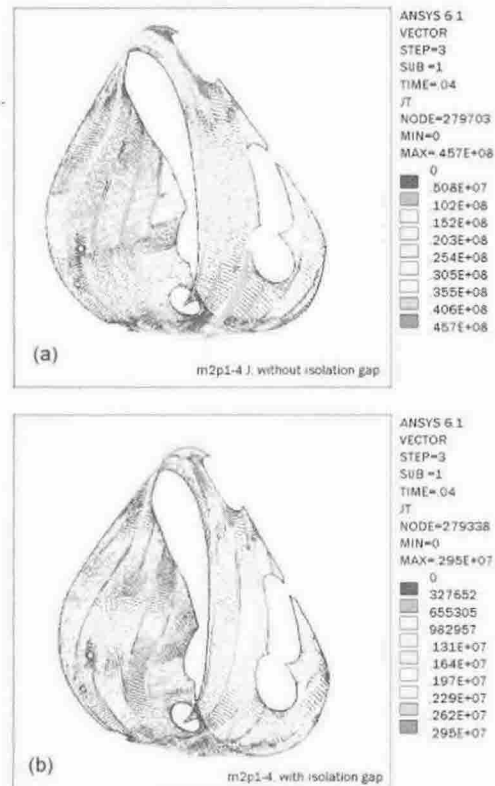 ANSYS 6.1
VECTOR
STEP=3
SUB =1
TIME=.04
JT
NODE=279703
MIN=0
MAX=.457E+08
0
.508E+07
.102E+08
.152E+08
.203E+08
.254E+08
.305E+08
.355E+08
.406E+08
.457E+08
(a)
m2p1-4 J. without isolation gap
ANSYS 6.1
VECTOR
STEP=3
SUB =1
TIME=.04
JT
NODE=279338
MIN=0
MAX=.295E+07
0
327652
655305
982957
.131E+07
.164E+07
.197E+07
.229E+07
.262E+07
.295E+07
(b)
m2p1-4. with isolation gap